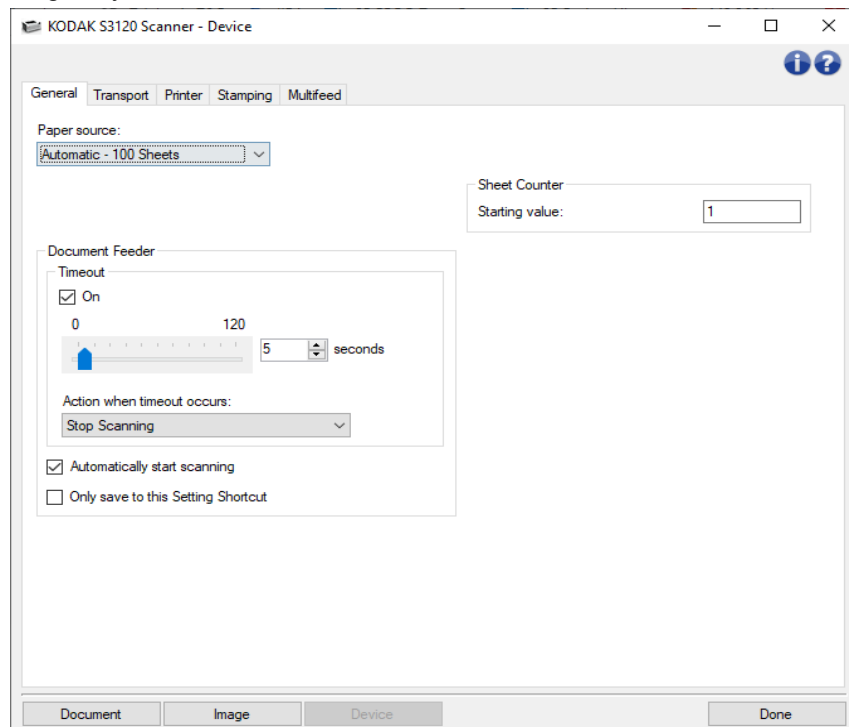 KODAK S3120 Scanner - Device
General Transport Printer Stamping Multifeed
Paper source:
Automatic - 100 Sheets
Sheet Counter
Starting value: 1
Document Feeder
Timeout
On
0 120
5 seconds
Action when timeout occurs:
Stop Scanning
Automatically start scanning
Only save to this Setting Shortcut
Document Image Device Done